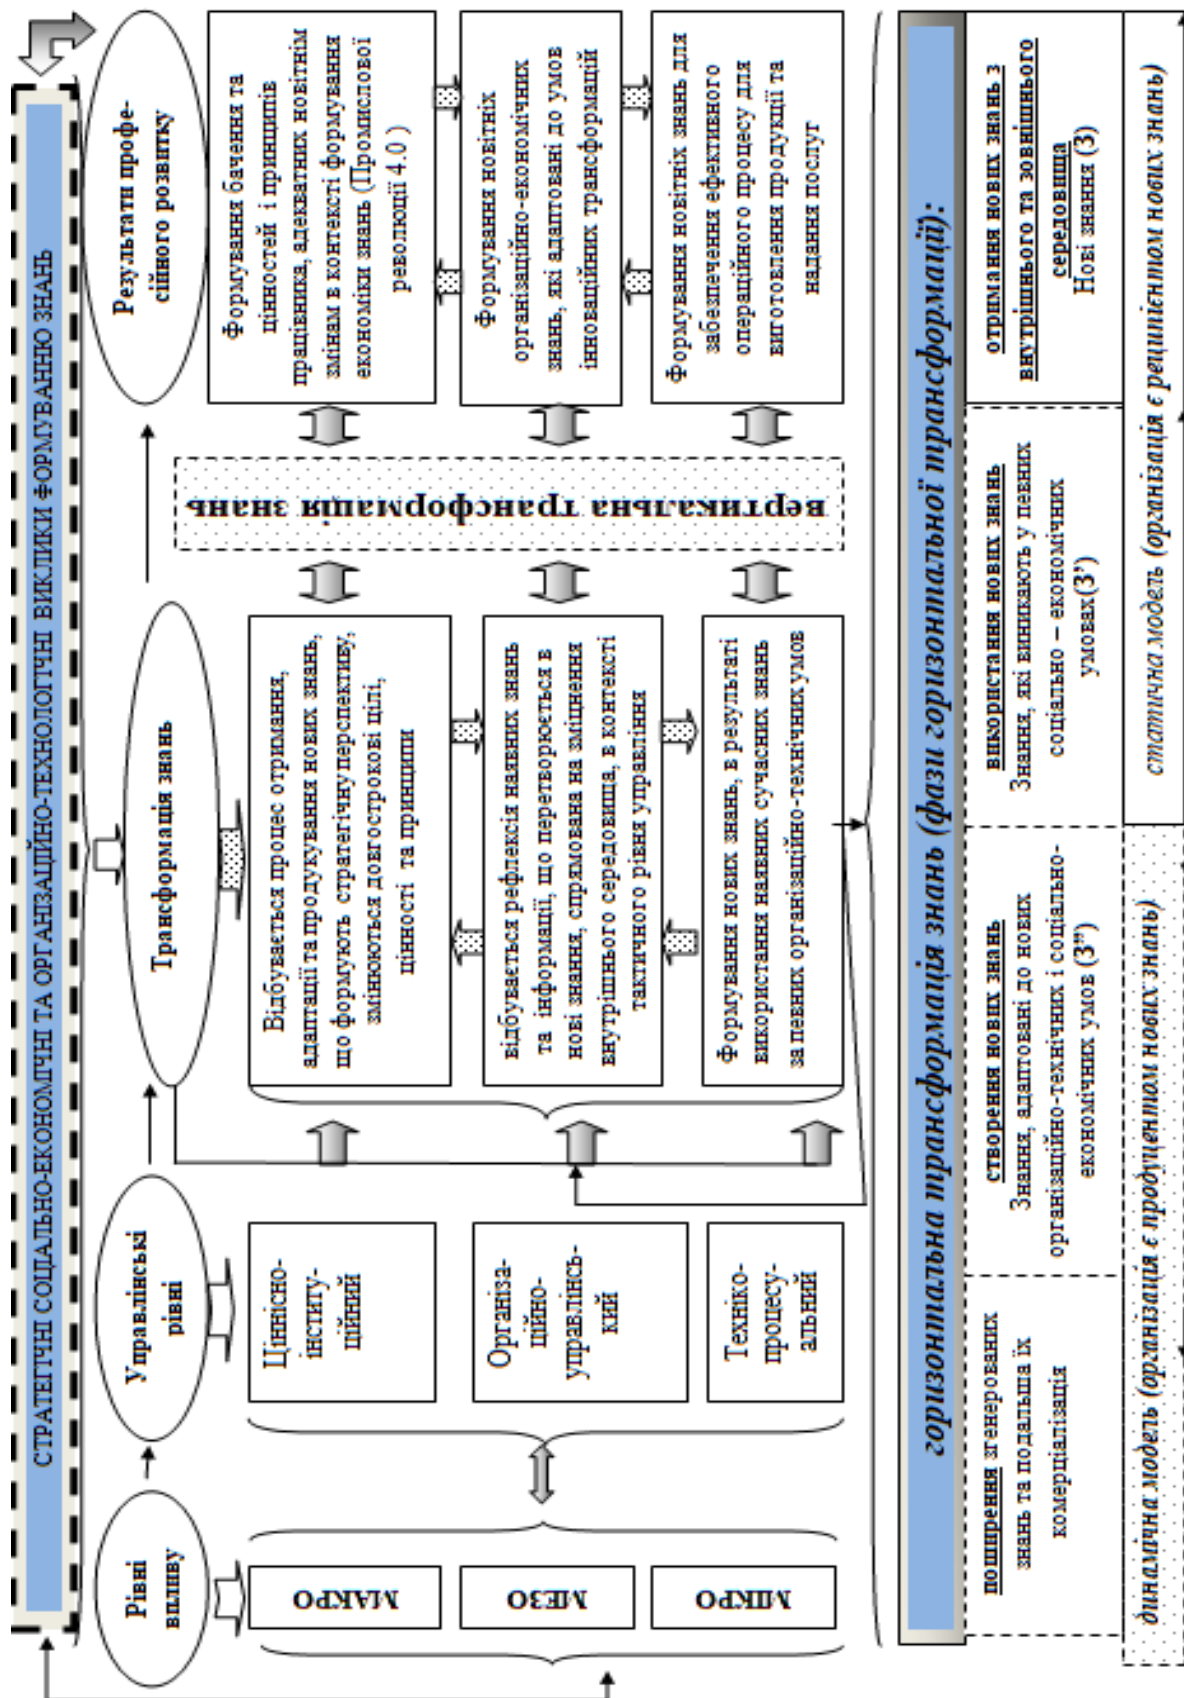 СТРАТЕГІЧНІ СОЦІАЛЬНО-ЕКОНОМІЧНІ ТА ОРГАНІЗАЦІЙНО-ТЕХНОЛОГІЧНІ ВИКЛИКИ ФОРМУВАННЮ ЗНАНЬ
Рівні
впливу
Управлінські
рівні
Трансформація знань
Результати профе-
сійного розвитку
МАКРО
МЕЗО
МІКРО
Ціннісно-
інститу-
ційний
Організа-
ційно-
управлінсь-
кий
Техніко-
процесу-
альний
Відбувається процес отримання,
адаптації та продукування нових знань,
що формують стратегічну перспективу,
змінюються довгострокові цілі,
цінності та принципи
відбувається рефлексія наявних знань
та інформації, що перетворюється в
нові знання, спрямована на зміцнення
внутрішнього середовища, в контексті
тактичного рівня управління
Формування нових знань, в результаті
використання наявних сучасних знань
за певних організаційно-технічних умов
вертикальна трансформація знань
Формування бачення та
цінностей і принципів
працівника, адекватних новітнім
змінам в контексті формування
економіки знань (Промислової
революції 4.0 )
Формування новітніх
організаційно-економічних
знань, які адаптовані до умов
інноваційних трансформацій
Формування новітніх знань для
забезпечення ефективного
операційного процесу для
виготовлення продукції та
надання послуг
горизонтальна трансформація знань (фази горизонтальної трансформації):
поширення згенерованих
знань та подальша їх
комерціалізація
створення нових знань
Знання, адаптовані до нових
організаційно-технічних і соціально-
економічних умов (З'')
використання нових знань
Знання, які виникають у певних
соціально – економічних
умовах(З')
отримання нових знань з
внутрішнього та зовнішнього
середовища
Нові знання (З)
динамічна модель (організація є продуцентом нових знань)
статична модель (організація є реципієнтом нових знань)